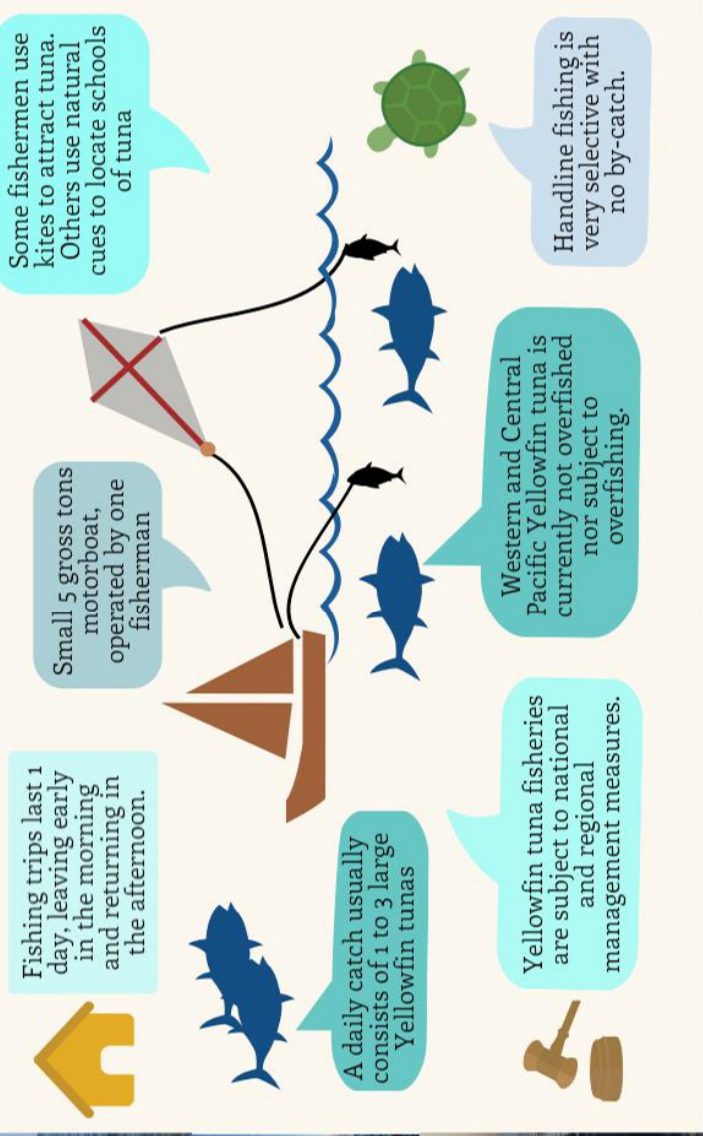 Fishing trips last 1
day, leaving early
in the morning
and returning in
the afternoon.
Small 5 gross tons
motorboat,
operated by one
fisherman
Some fishermen use
kites to attract tuna.
Others use natural
cues to locate schools
of tuna
A daily catch usually
consists of 1 to 3 large
Yellowfin tunas
Yellowfin tuna fisheries
are subject to national
and regional
management measures.
Western and Central
Pacific Yellowfin tuna is
currently not overfished
nor subject to
overfishing.
Handline fishing is
very selective with
no by-catch.